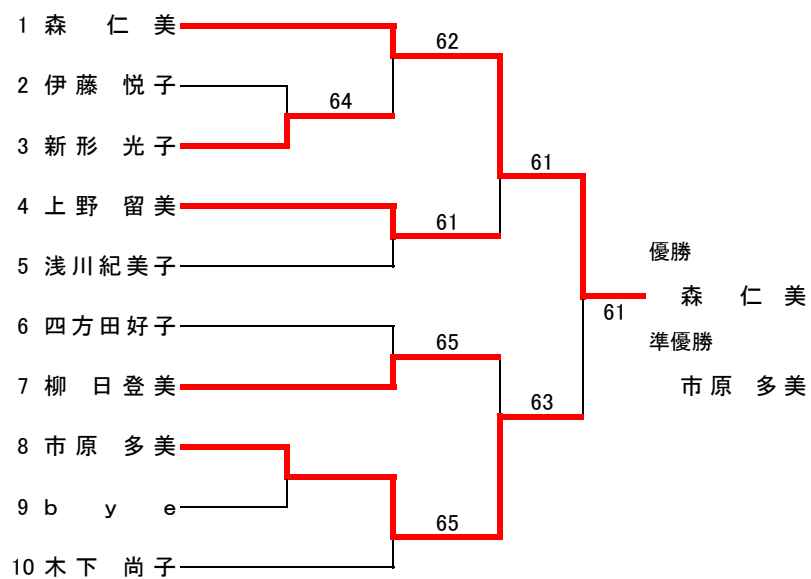 1 森 仁 美
62
2 伊藤 悦子
64
3 新形 光子
61
4 上野 留美
61
5 浅川紀美子
優勝
森 仁 美
61
6 四方田好子
65
準優勝
7 柳 日登美
市原 多美
63
8 市原 多美
9 ｂ ｙ ｅ
65
10 木下 尚子